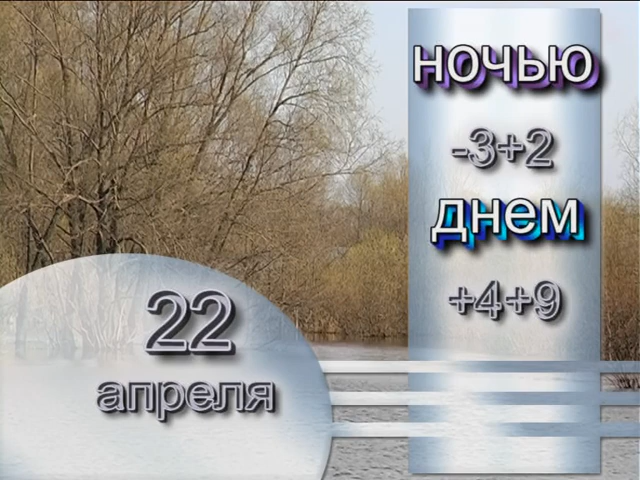 ночью
-3+2
днем
+4+9
22
апреля